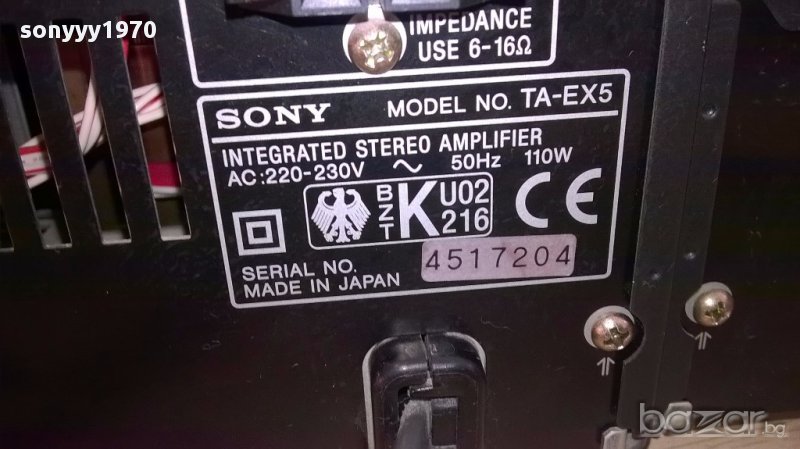 sonyyy1970
IMPEDANCE
USE 6-16Ω
SONY MODEL NO. TA-EX5
INTEGRATED STEREO AMPLIFIER
AC:220-230V ~ 50Hz 110W
BZT K U02 216 CE
SERIAL NO. 4517204
MADE IN JAPAN
bazar.bg